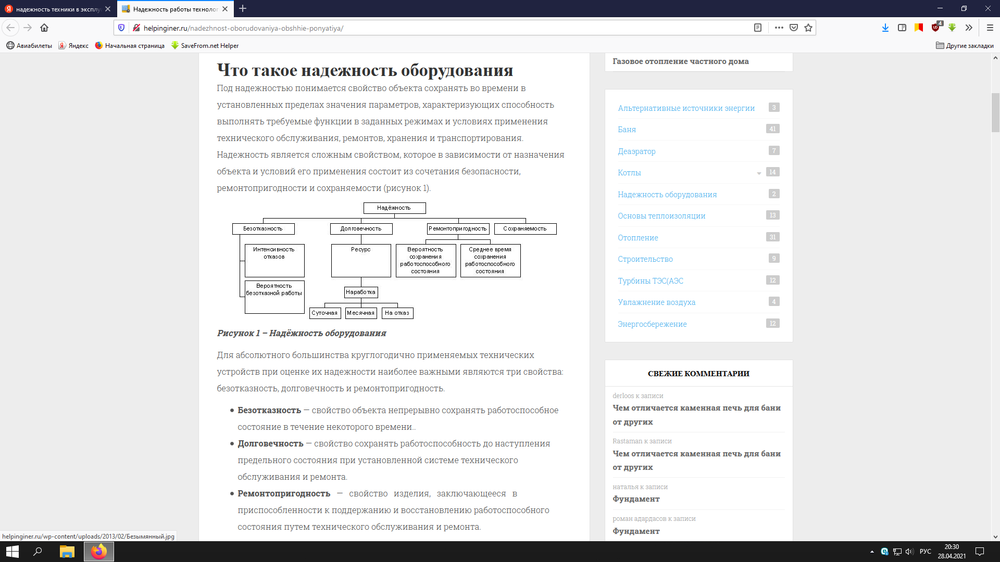 надежность техники в эксплу
Надежность работы технолог
helpinginer.ru/nadezhnost-oborudovaniya-obshhie-ponyatiya/
4
Авиабилеты
Яндекс
Начальная страница
SaveFrom.net Helper
Другие закладки
Что такое надежность оборудования
Под надежностью понимается свойство объекта сохранять во времени в
установленных пределах значения параметров, характеризующих способность
выполнять требуемые функции в заданных режимах и условиях применения
технического обслуживания, ремонтов, хранения и транспортирования.
Надежность является сложным свойством, которое в зависимости от назначения
объекта и условий его применения состоит из сочетания безопасности,
ремонтопригодности и сохраняемости (рисунок 1).
Надёжность
Безотказность
Долговечность
Ремонтопригодность
Сохраняемость
Интенсивность
отказов
Ресурс
Вероятность
сохранения
работоспособного
состояния
Среднее время
сохранения
работоспособного
состояния
Вероятность
безотказной работы
Наработка
Суточная
Месячная
На отказ
Рисунок 1 – Надёжность оборудования
Для абсолютного большинства круглогодично применяемых технических
устройств при оценке их надежности наиболее важными являются три свойства:
безотказность, долговечность и ремонтопригодность.
Безотказность — свойство объекта непрерывно сохранять работоспособное
состояние в течение некоторого времени..
Долговечность — свойство сохранять работоспособность до наступления
предельного состояния при установленной системе технического
обслуживания и ремонта.
Ремонтопригодность — свойство изделия, заключающееся в
приспособленности к поддержанию и восстановлению работоспособного
состояния путем технического обслуживания и ремонта.
Газовое отопление частного дома
Альтернативные источники энергии 3
Баня 41
Деаэратор 7
Котлы 14
Надежность оборудования 2
Основы теплоизоляции 13
Отопление 31
Строительство 9
Турбины ТЭС(АЭС 12
Увлажнение воздуха 4
Энергосбережение 12
СВЕЖИЕ КОММЕНТАРИИ
derloos к записи
Чем отличается каменная печь для бани
от других
Rastaman к записи
Чем отличается каменная печь для бани
от других
наталья к записи
Фундамент
роман адардасов к записи
Фундамент
helpinginer.ru/wp-content/uploads/2013/02/Безымянный.jpg
РУС
20:30
28.04.2021